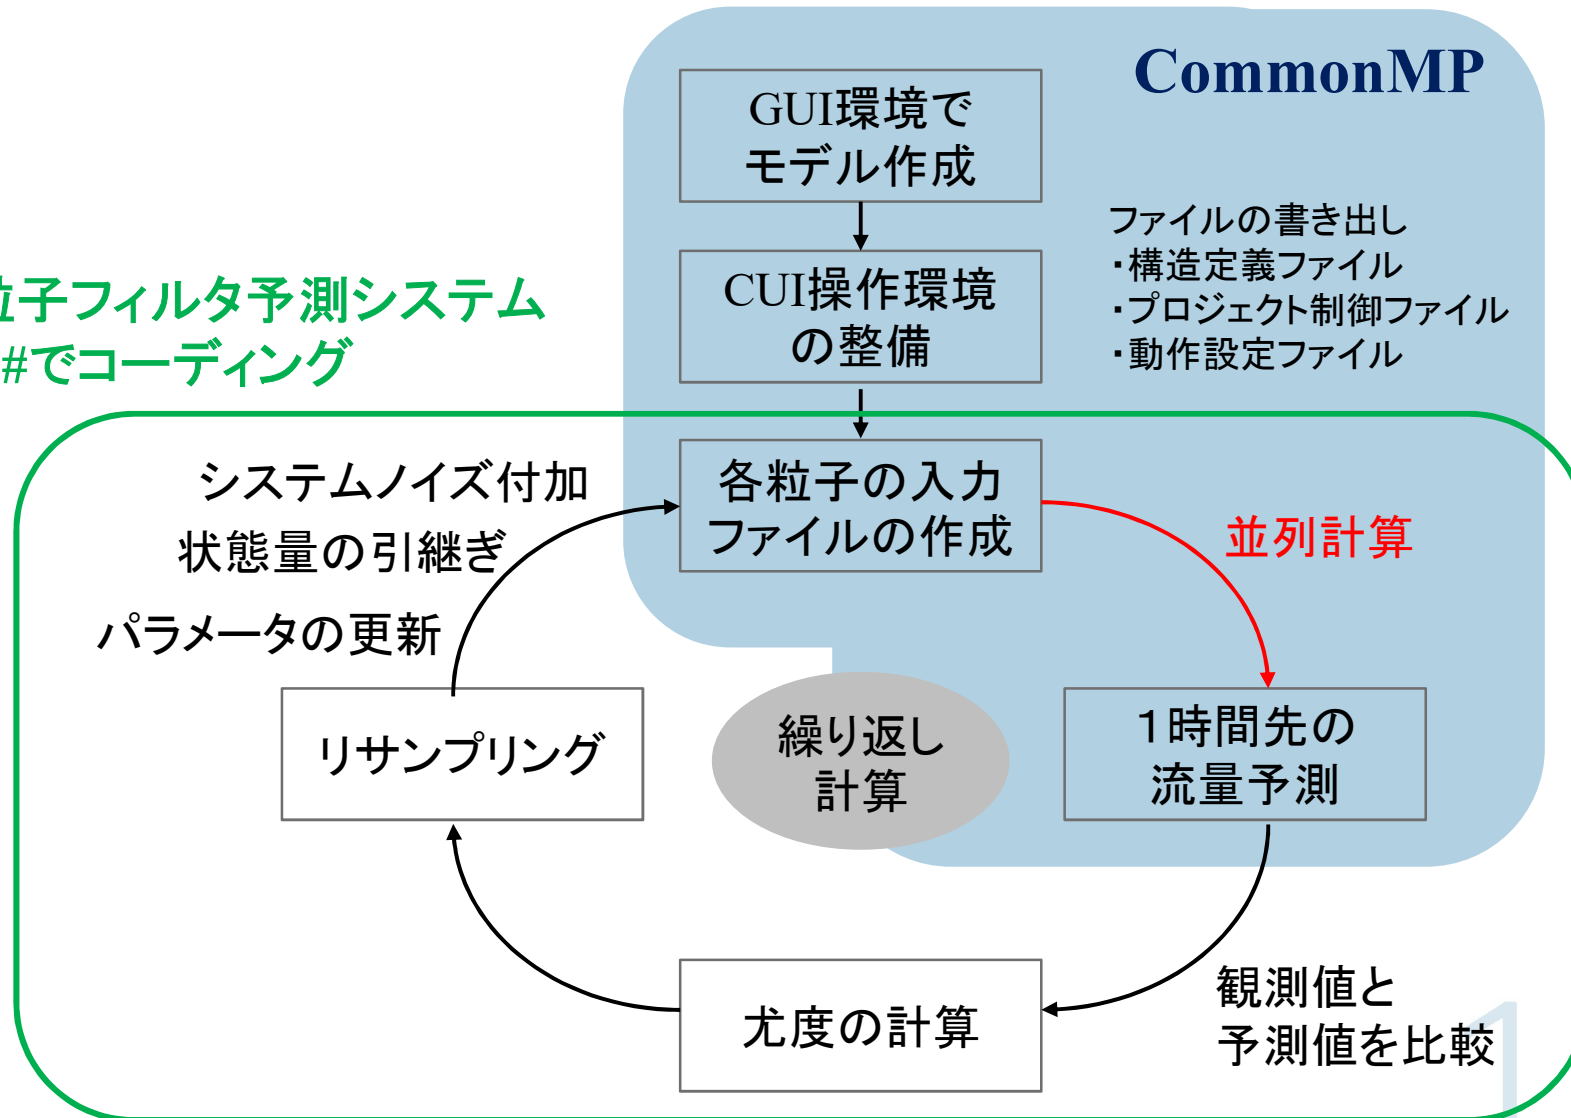 CommonMP
GUI環境で
モデル作成
ファイルの書き出し
・構造定義ファイル
・プロジェクト制御ファイル
・動作設定ファイル
CUI操作環境
の整備
粒子フィルタ予測システム
#でコーディング
システムノイズ付加
状態量の引継ぎ
パラメータの更新
各粒子の入力
ファイルの作成
並列計算
リサンプリング
繰り返し
計算
1時間先の
流量予測
尤度の計算
観測値と
予測値を比較
1